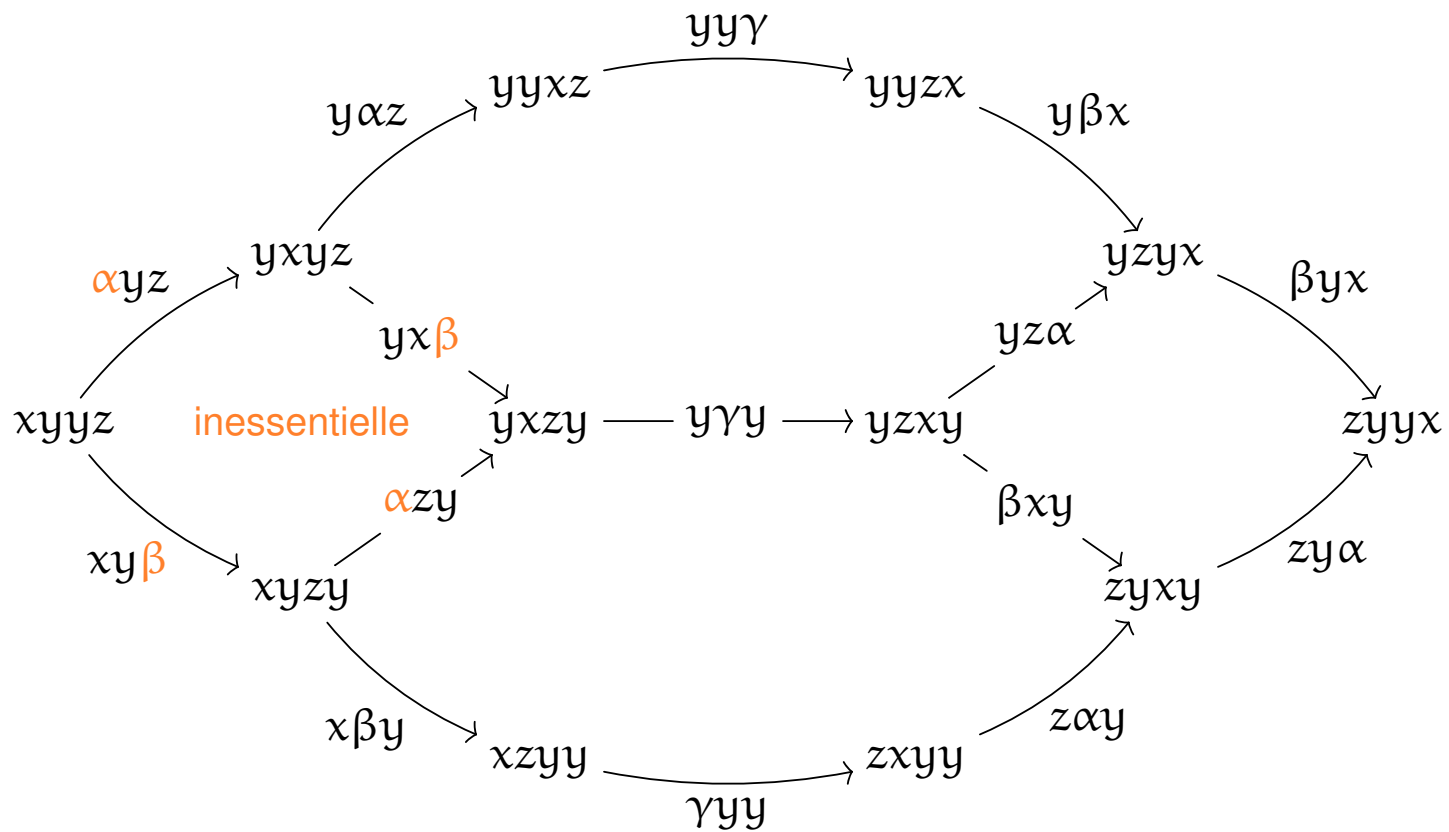 yyγ
yyxz yyzx
yαz yβx
yxyz yzyx
αyz βyx
yxβ yzα
xyyz inessentielle yxzy yγy yzxy zyyx
αzy βxy
xyβ zyα
xyzy zyxy
xβy zαy
xzyy zxyy
γyy